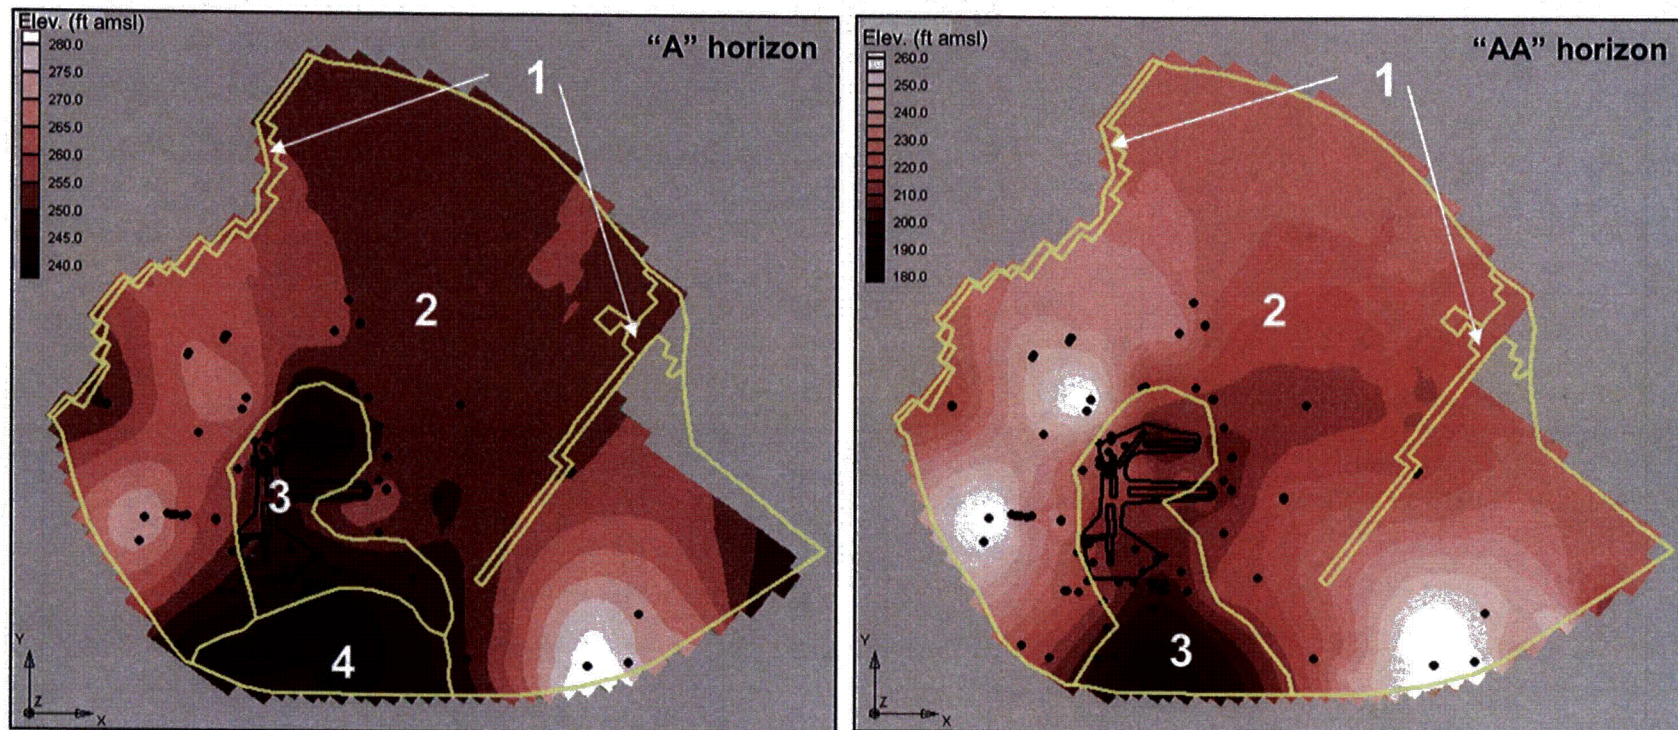 Elev. (ft amsl)
280.0
275.0
270.0
265.0
260.0
255.0
250.0
245.0
240.0
"A" horizon
1
2
3
4
Y
Z
X
Elev. (ft amsl)
260.0
250.0
240.0
230.0
220.0
210.0
200.0
190.0
180.0
"AA" horizon
1
2
3
Y
Z
X